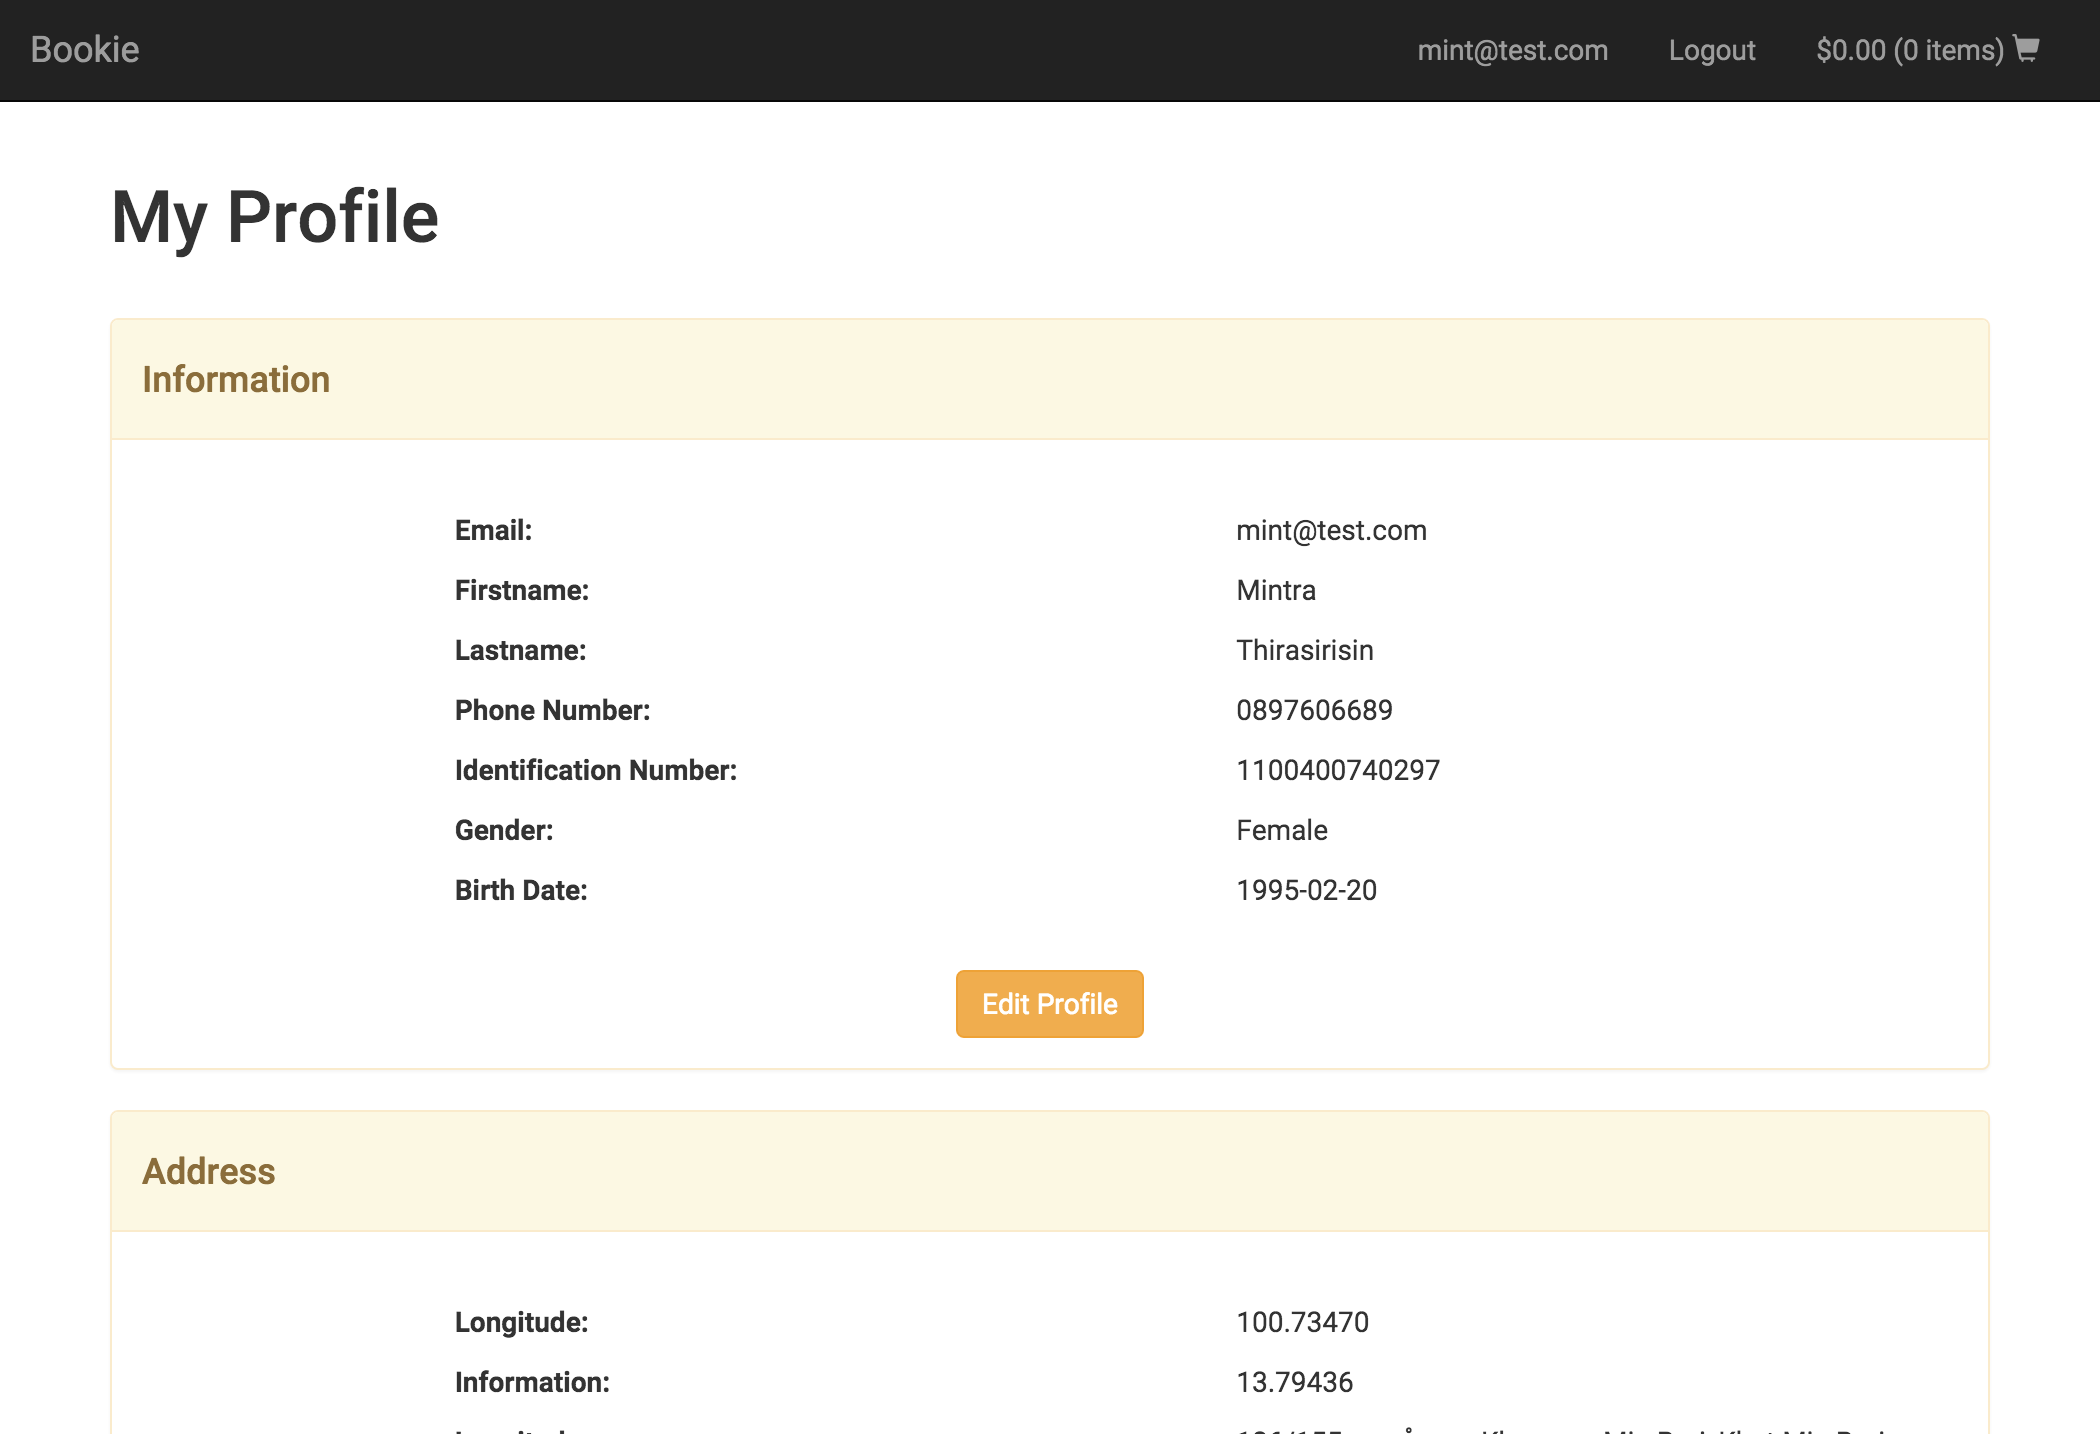 Bookie mint@test.com Logout $0.00 (0 items)
My Profile
Information
Email: mint@test.com
Firstname: Mintra
Lastname: Thirasirisin
Phone Number: 0897606689
Identification Number: 1100400740297
Gender: Female
Birth Date: 1995-02-20
Edit Profile
Address
Longitude: 100.73470
Information: 13.79436